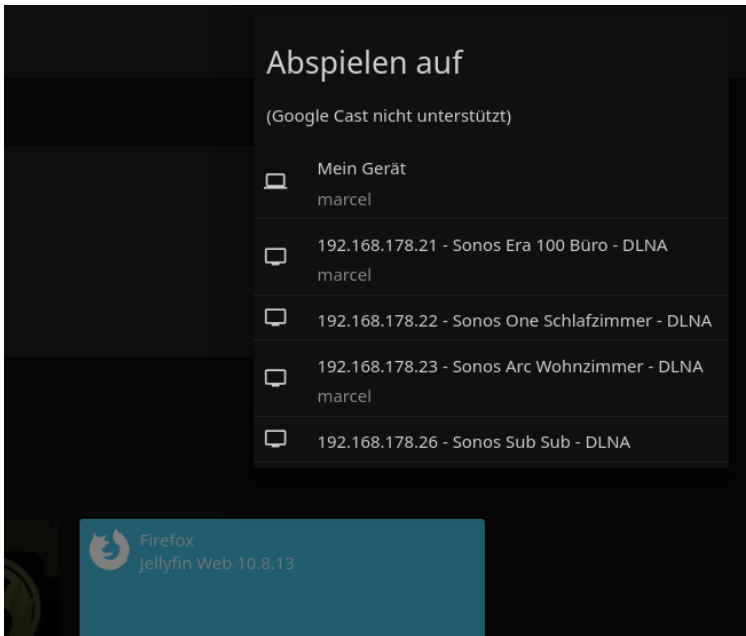 Abspielen auf
(Google Cast nicht unterstützt)
Mein Gerät
marcel
192.168.178.21 - Sonos Era 100 Büro - DLNA
marcel
192.168.178.22 - Sonos One Schlafzimmer - DLNA
192.168.178.23 - Sonos Arc Wohnzimmer - DLNA
marcel
192.168.178.26 - Sonos Sub Sub - DLNA
Firefox
Jellyfin Web 10.8.13